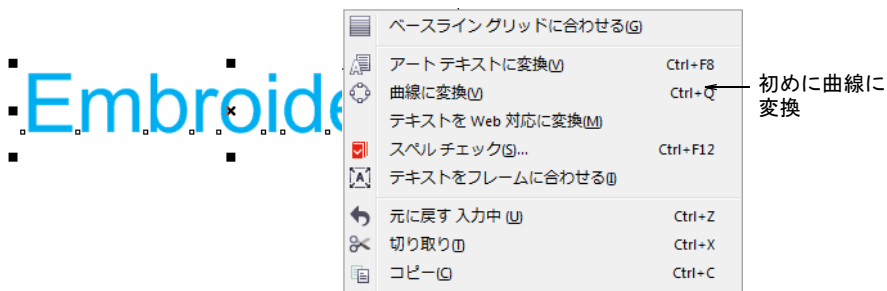 Embroide
ベースライン グリッドに合わせる(G)
アート テキストに変換(V) Ctrl+F8
曲線に変換(V) Ctrl+Q
テキストを Web 対応に変換(M)
スペル チェック(S)... Ctrl+F12
テキストをフレームに合わせる(I)
元に戻す 入力中 (U) Ctrl+Z
切り取り(T) Ctrl+X
コピー(C) Ctrl+C
初めに曲線に
変換